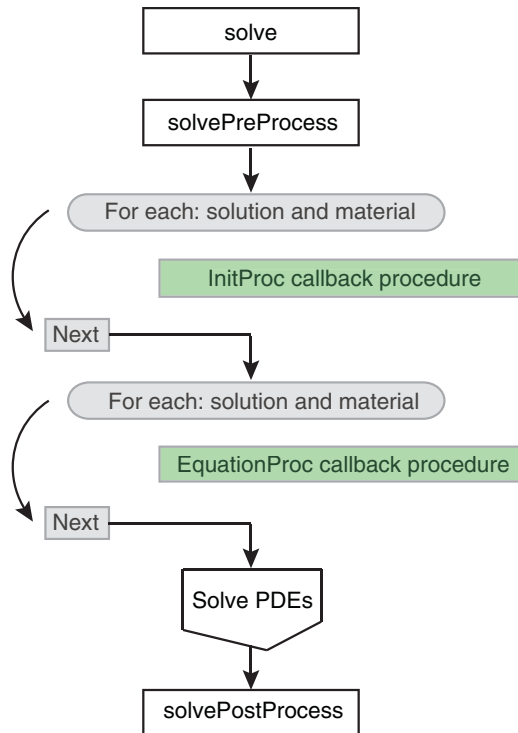 solve
solvePreProcess
For each: solution and material
InitProc callback procedure
Next
For each: solution and material
EquationProc callback procedure
Next
Solve PDEs
solvePostProcess